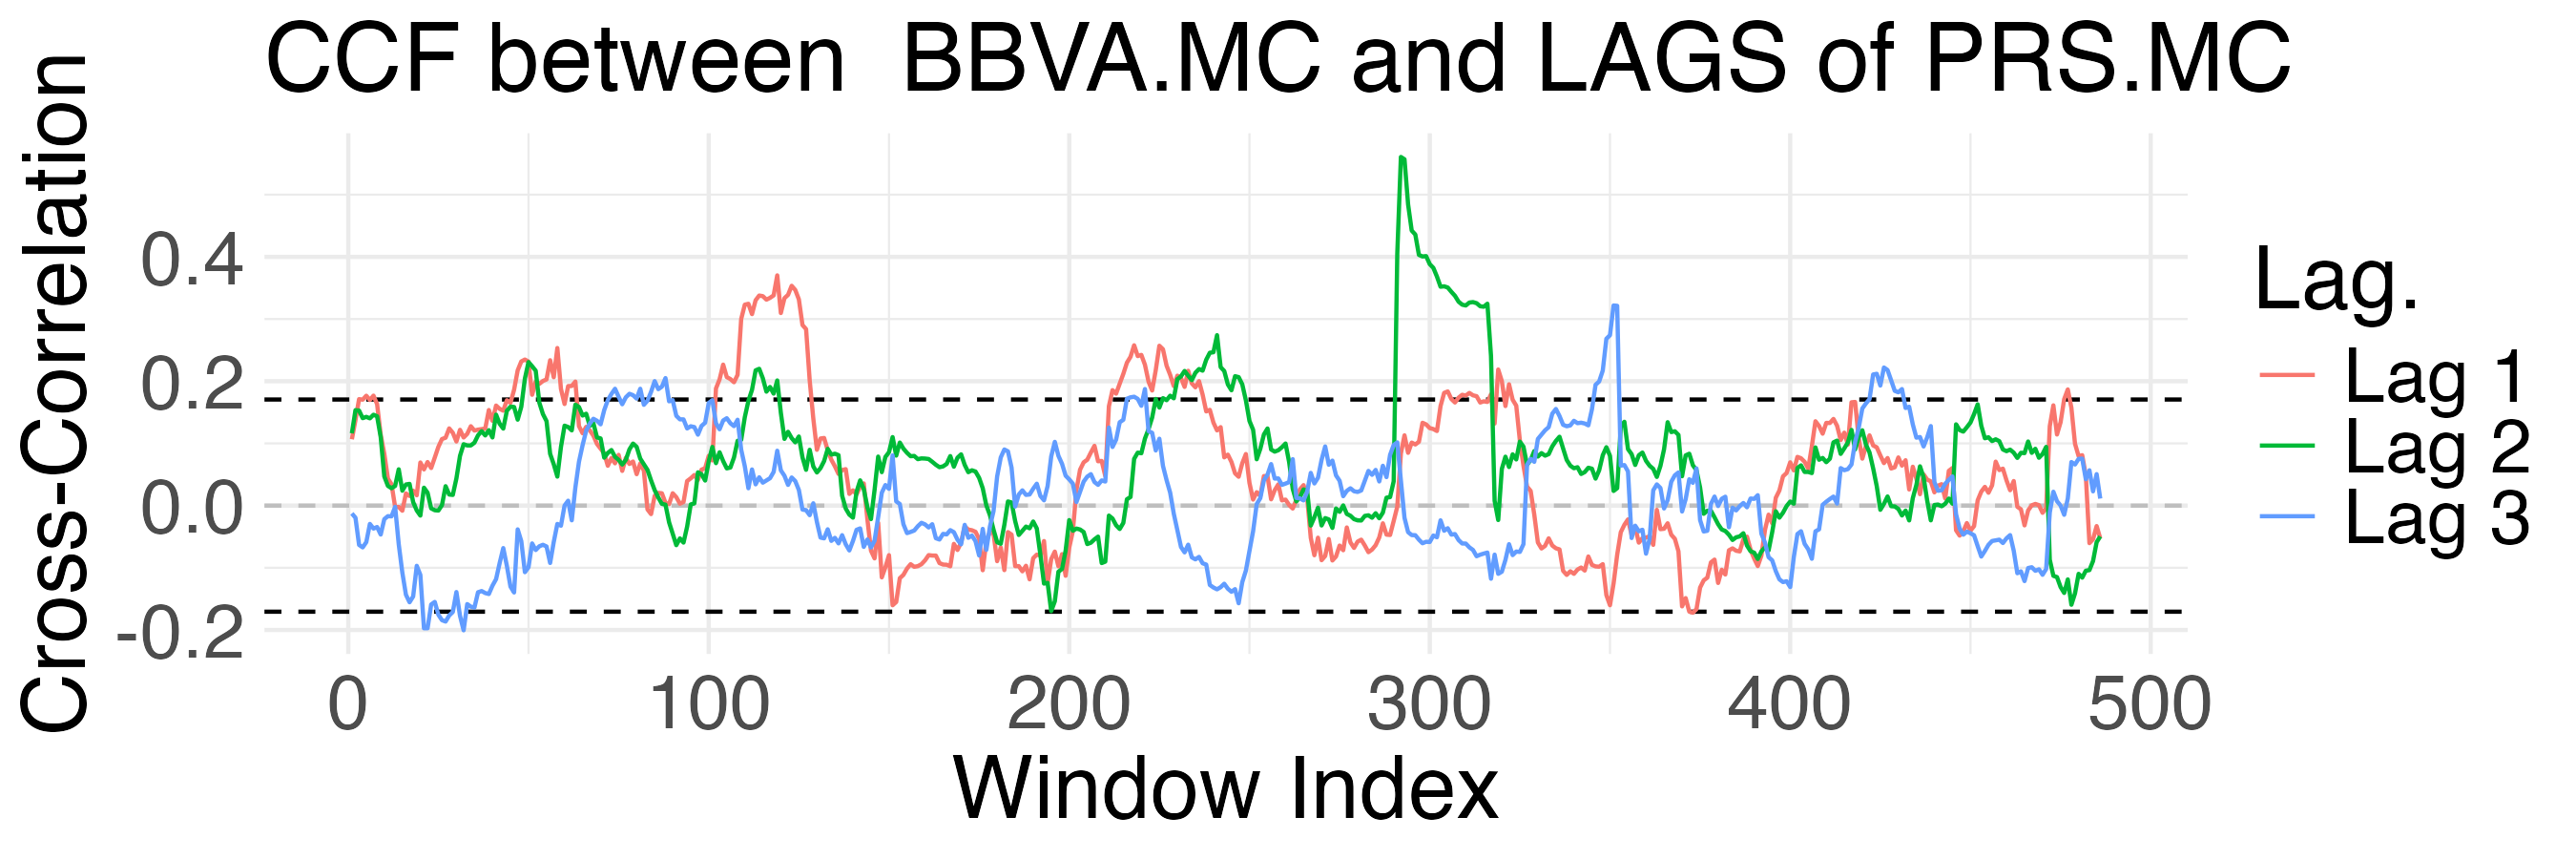 CCF between  BBVA.MC and LAGS of PRS.MC
Cross-Correlation
0.4
0.2
0.0
-0.2
0 100 200 300 400 500
Window Index
Lag.
Lag 1
Lag 2
Lag 3